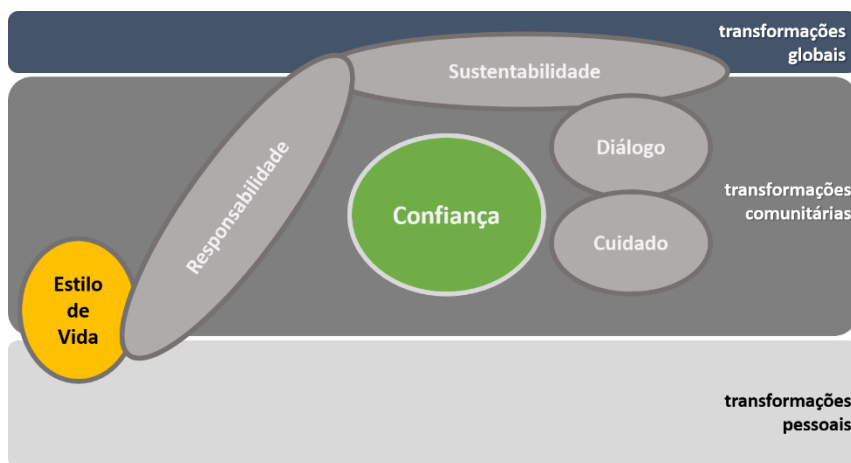 transformações
globais
Sustentabilidade
Responsabilidade
Diálogo
Confiança
transformações
comunitárias
Cuidado
Estilo
de
Vida
transformações
pessoais